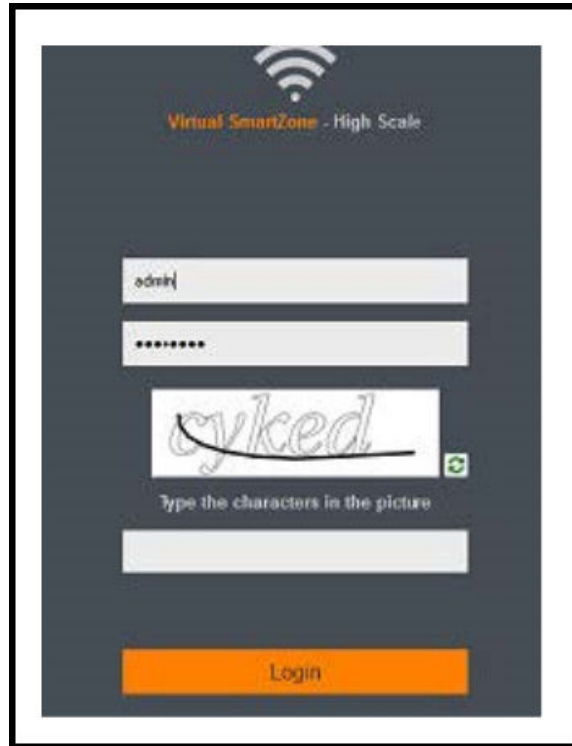 Virtual SmartZone - High Scale
admin
cyked
Type the characters in the picture
Login